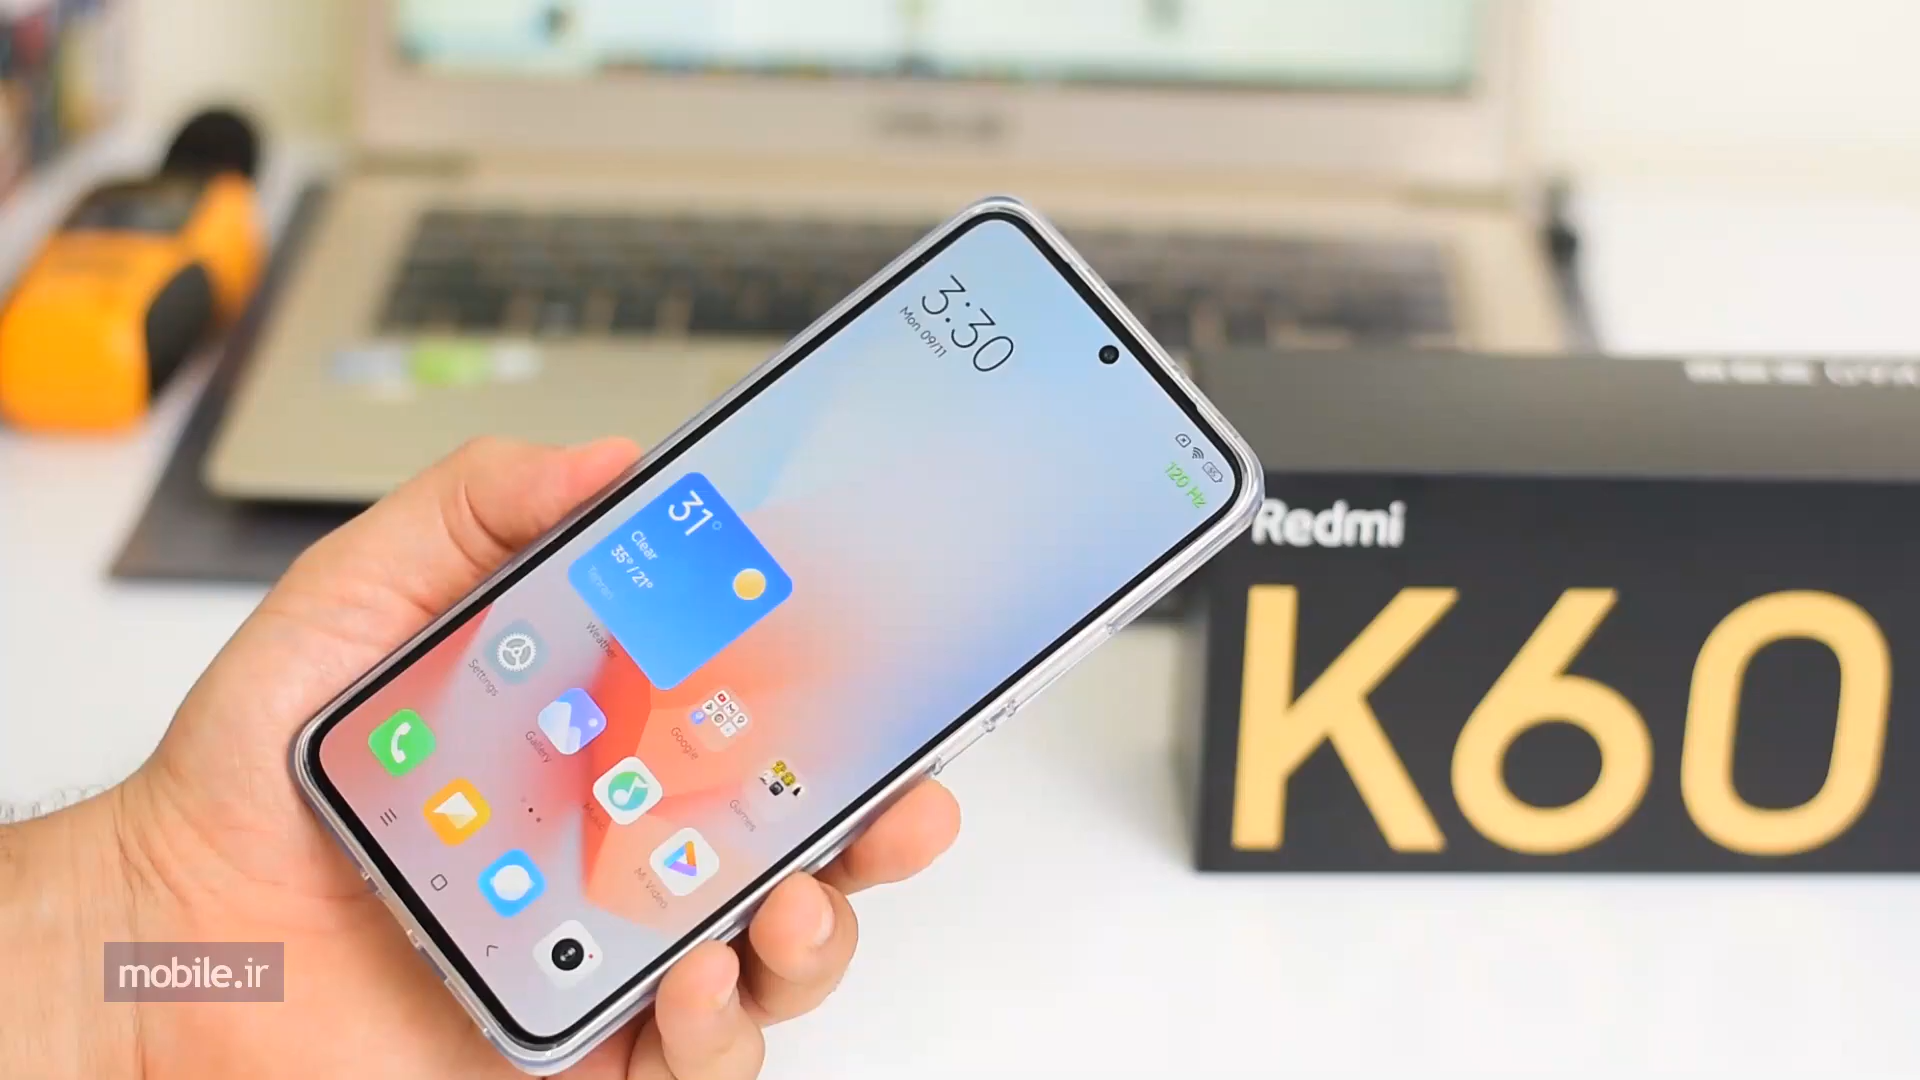 3:30
Mon 09/11
120 Hz
31°
Clear
35° / 21°
Tehran
Weather
Settings
Gallery
Google
Music
Games
Mi Video
Redmi
K60
mobile.ir